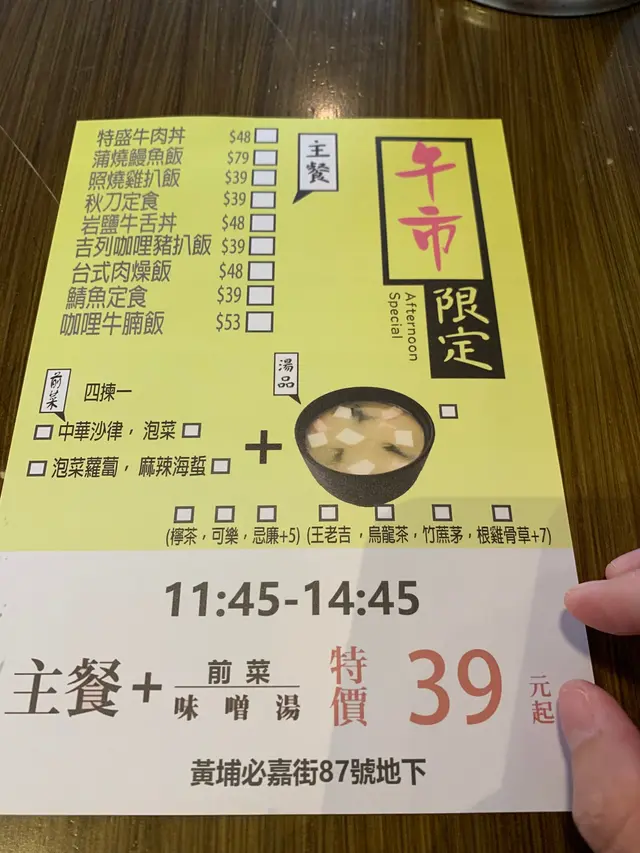 午市
限定
Afternoon
Special
主餐
特盛牛肉丼 $48
蒲燒鰻魚飯 $79
照燒雞扒飯 $39
秋刀定食 $39
岩鹽牛舌丼 $48
吉列咖哩豬扒飯 $39
台式肉燥飯 $48
鯖魚定食 $39
咖哩牛腩飯 $53
前菜
四揀一
中華沙律，泡菜
泡菜蘿蔔，麻辣海蜇
+
湯品
(檸茶，可樂，忌廉+5) (王老吉，烏龍茶，竹蔗茅，根雞骨草+7)
11:45-14:45
主餐+前菜
味噌湯
特價 39 元起
黃埔必嘉街87號地下